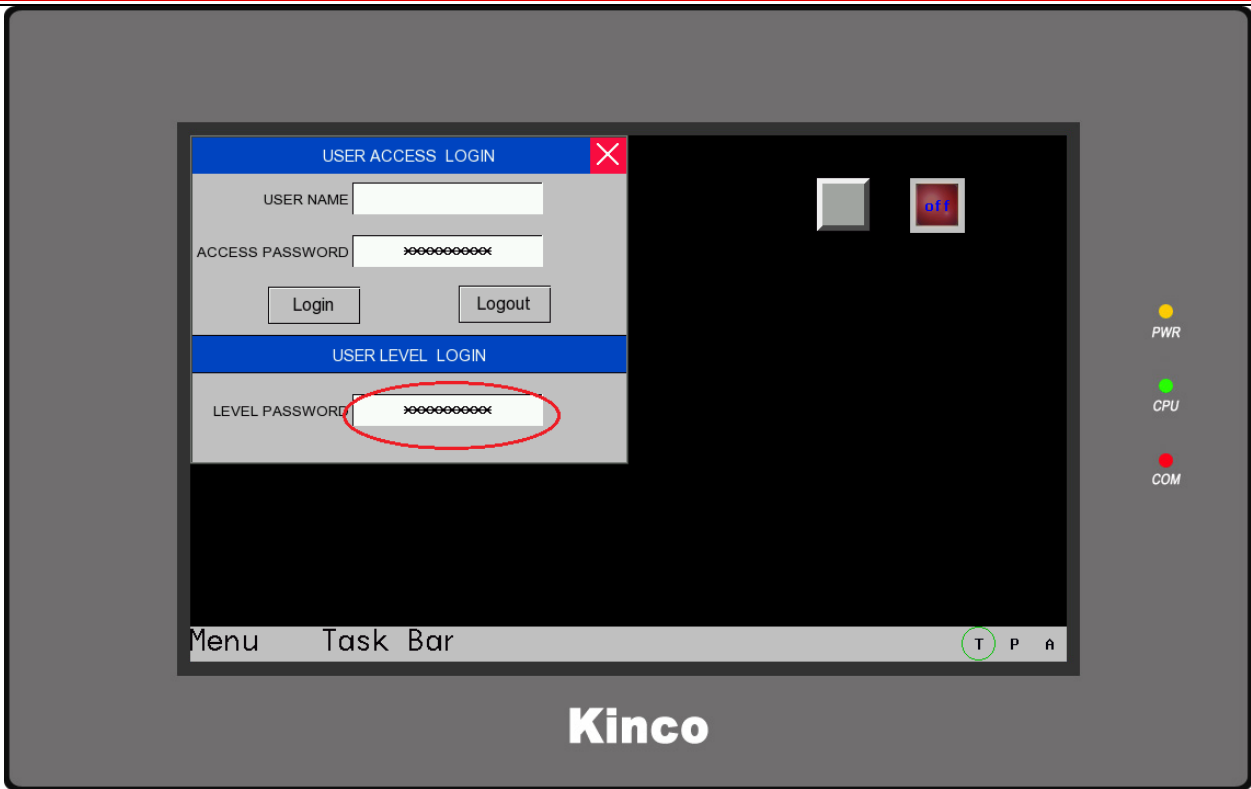 USER ACCESS LOGIN
USER NAME
off
ACCESS PASSWORD
Login Logout
PWR
USER LEVEL LOGIN
LEVEL PASSWORD
CPU
COM
Menu Task Bar T P A
Kinco